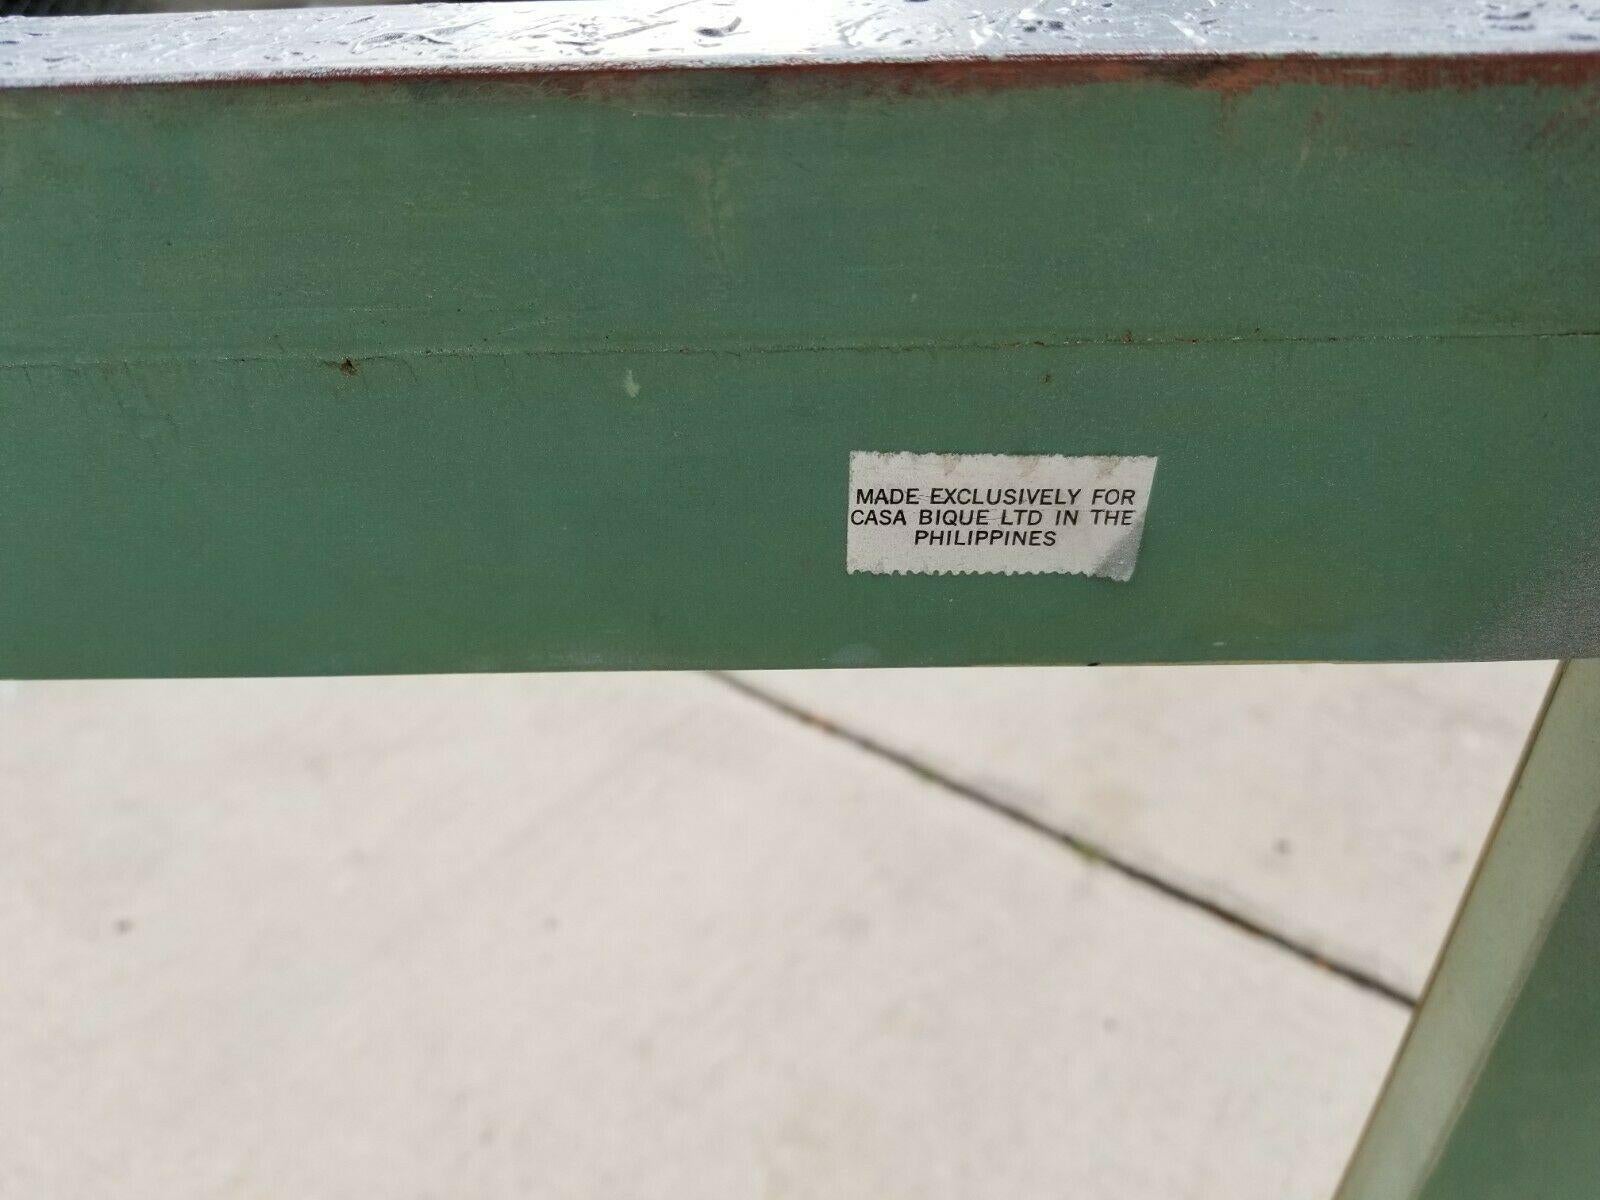 MADE EXCLUSIVELY FOR
CASA BIQUE LTD IN THE
PHILIPPINES